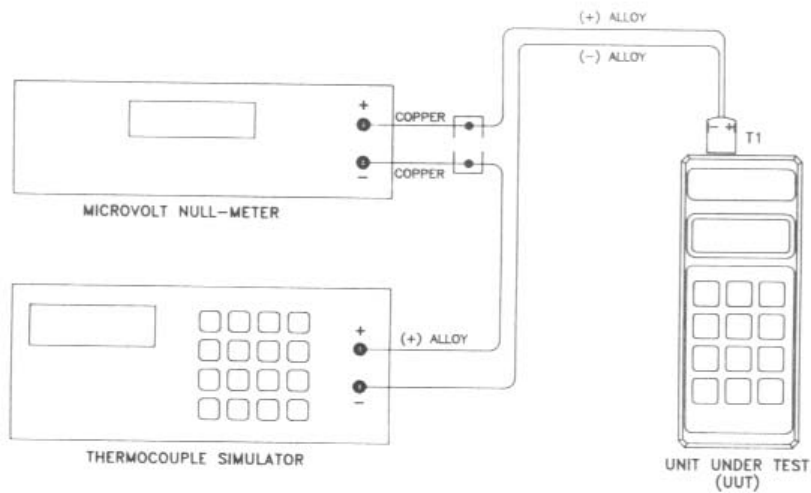 (+) ALLOY
(-) ALLOY
+
COPPER
- +
T1
-
COPPER
MICROVOLT NULL-METER
+
(+) ALLOY
-
THERMOCOUPLE SIMULATOR
UNIT UNDER TEST
(UUT)